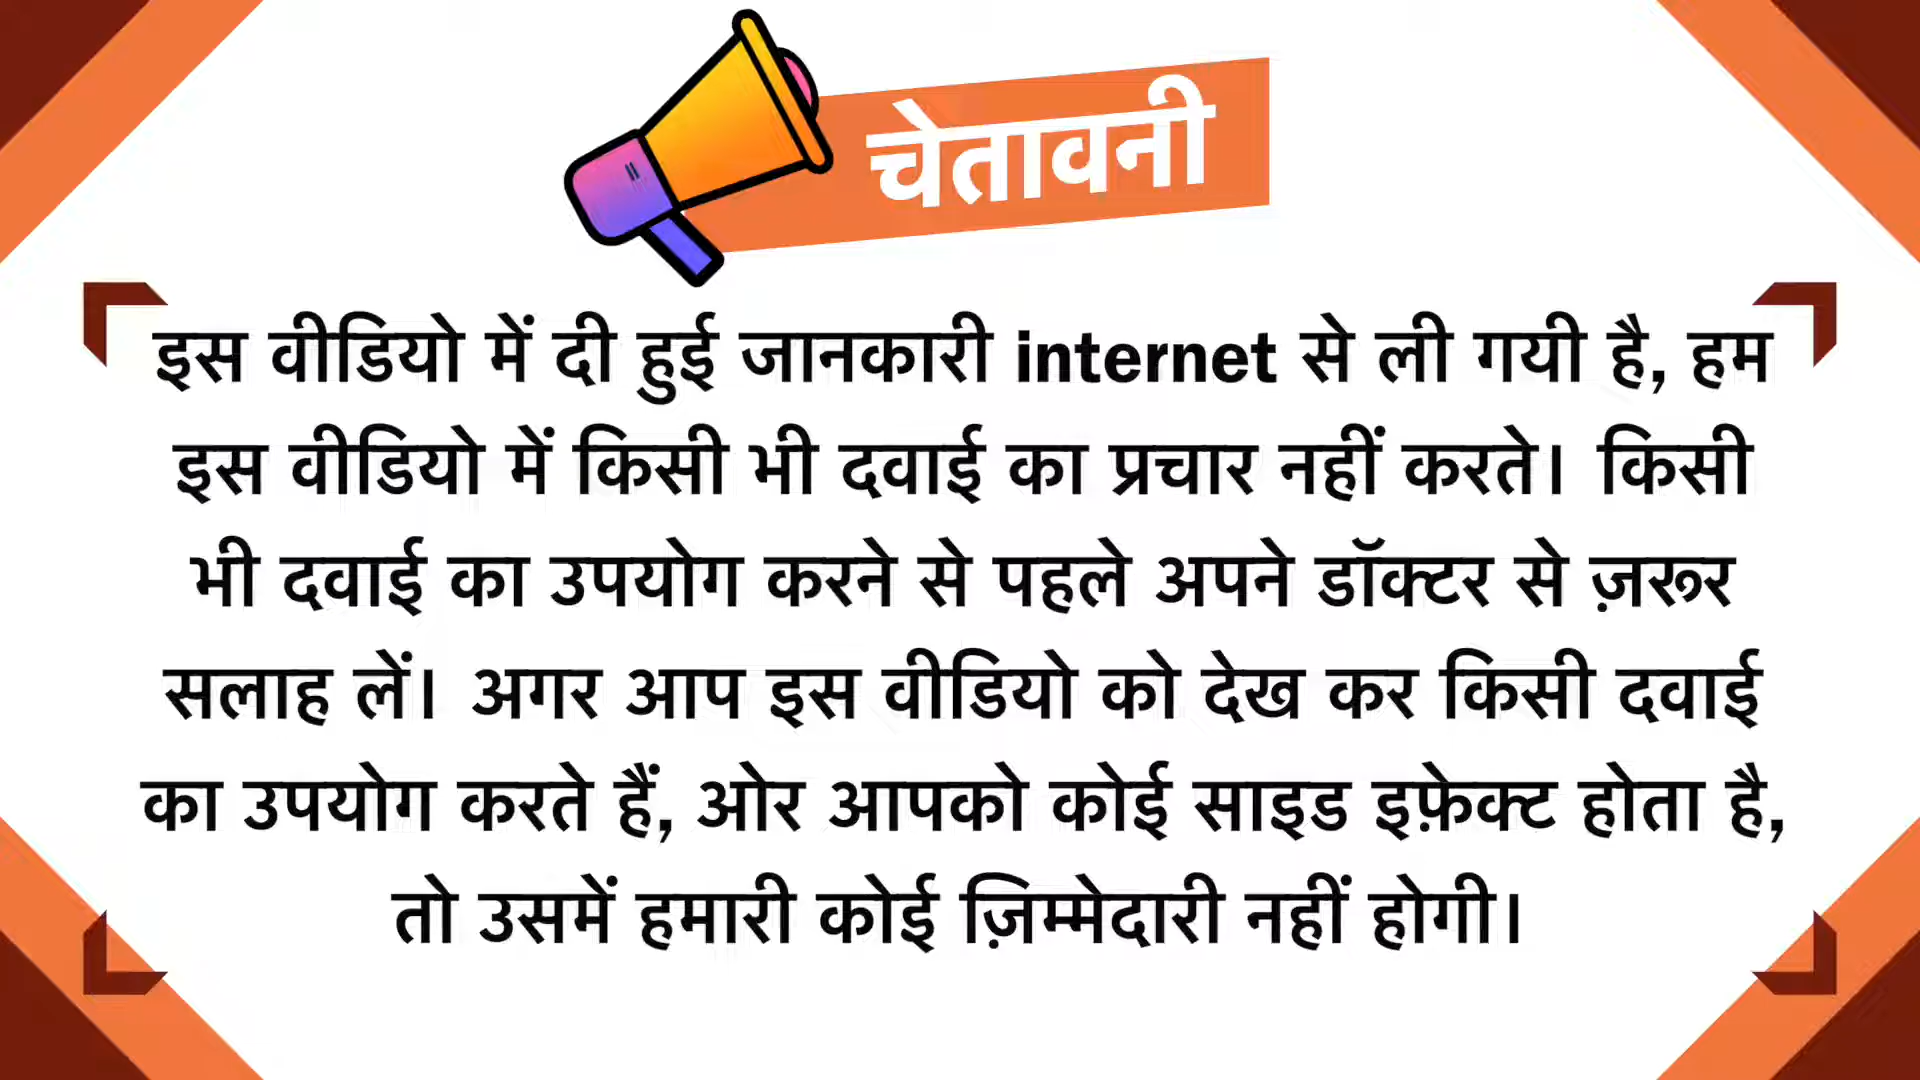 चेतावनी
इस वीडियो में दी हुई जानकारी internet से ली गयी है, हम
इस वीडियो में किसी भी दवाई का प्रचार नहीं करते। किसी
भी दवाई का उपयोग करने से पहले अपने डॉक्टर से ज़रूर
सलाह लें। अगर आप इस वीडियो को देख कर किसी दवाई
का उपयोग करते हैं, ओर आपको कोई साइड इफ़ेक्ट होता है,
तो उसमें हमारी कोई ज़िम्मेदारी नहीं होगी।